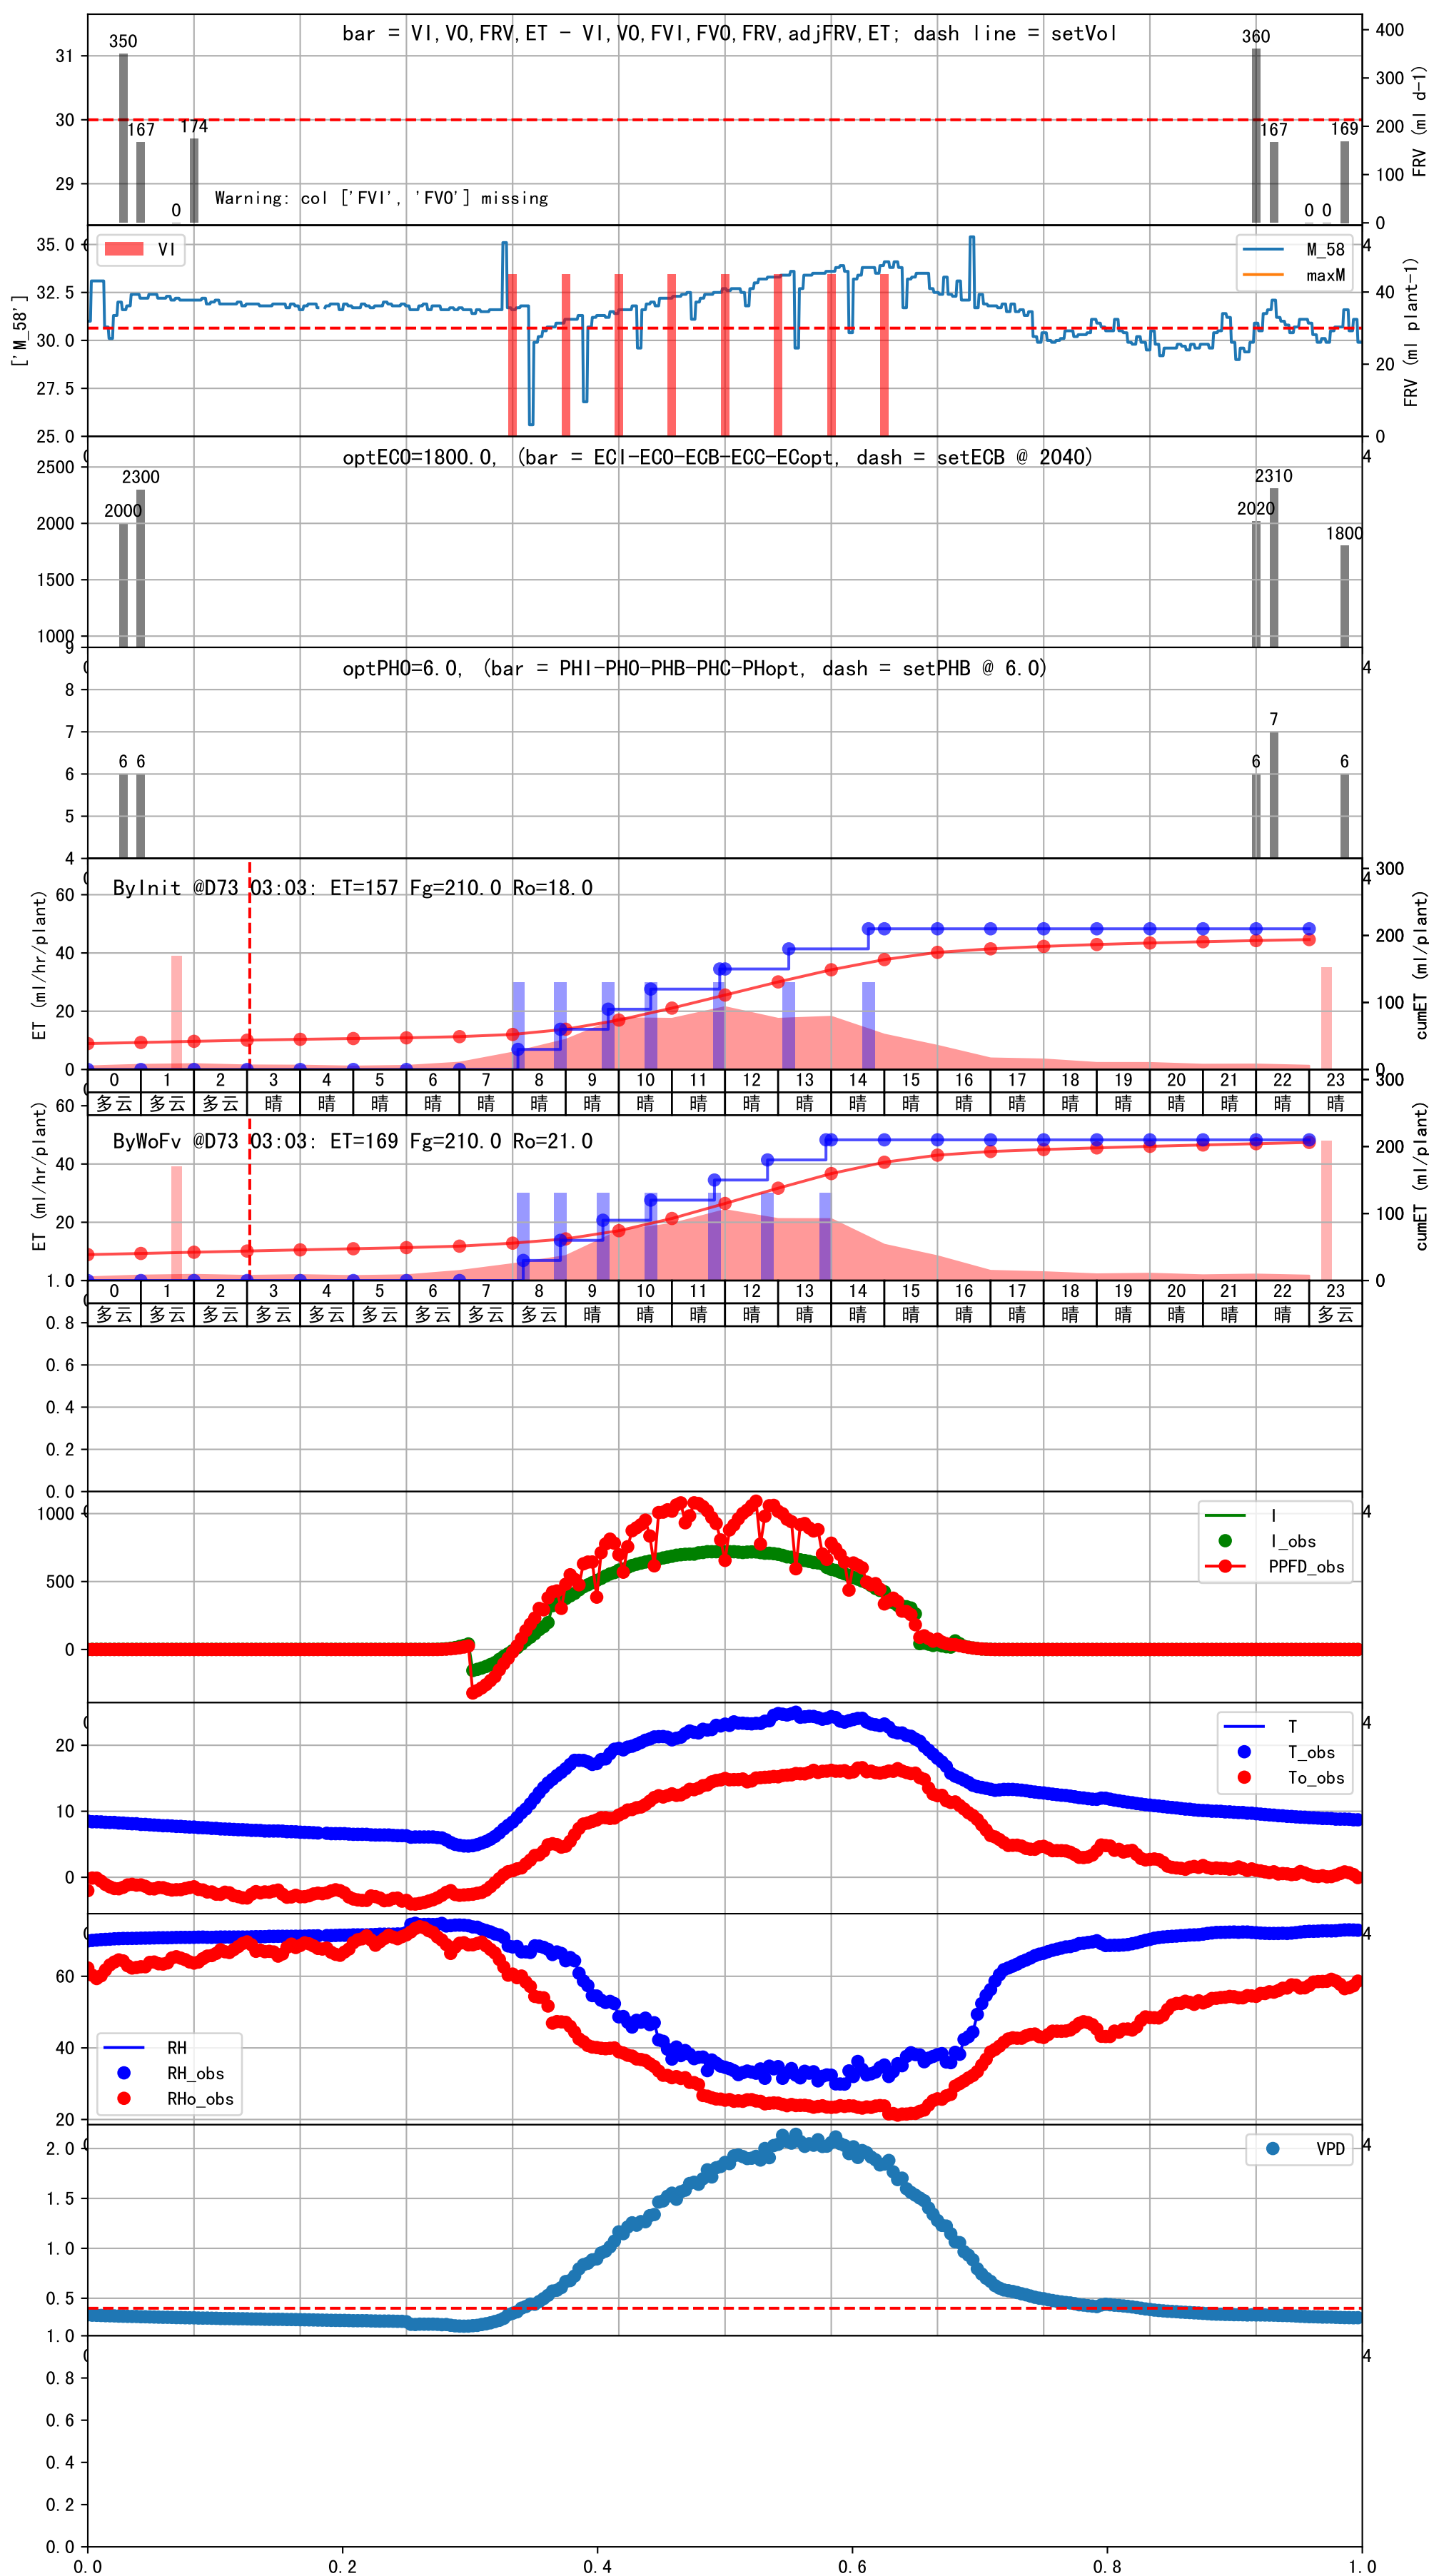 bar = VI,VO,FRV,ET - VI,VO,FVI,FVO,FRV,adjFRV,ET; dash line = setVol
350 167 0 174 360 167 0 0 169
31 30 29
400 300 200 100 0
FRV (ml d-1)
Warning: col ['FVI', 'FVO'] missing
VI
M_58
maxM
35.0 32.5 30.0 27.5 25.0
['M_58']
4
40 20 0
FRV (ml plant-1)
optECO=1800.0, (bar = ECI-ECO-ECB-ECC-ECopt, dash = setECB @ 2040)
4
2500 2000 1500 1000
2000 2300 2020 2310 1800
optPHO=6.0, (bar = PHI-PHO-PHB-PHC-PHopt, dash = setPHB @ 6.0)
4
9 8 7 6 5 4
6 6 6 7 6
ByInit @D73 03:03: ET=157 Fg=210.0 Ro=18.0
4
60 40 20 0
ET (ml/hr/plant)
300 200 100 0
cumET (ml/plant)
0 1 2 3 4 5 6 7 8 9 10 11 12 13 14 15 16 17 18 19 20 21 22 23
多云 多云 多云 晴 晴 晴 晴 晴 晴 晴 晴 晴 晴 晴 晴 晴 晴 晴 晴 晴 晴 晴 晴 晴
ByWoFv @D73 03:03: ET=169 Fg=210.0 Ro=21.0
60 40 20
ET (ml/hr/plant)
300 200 100 0
cumET (ml/plant)
0 1 2 3 4 5 6 7 8 9 10 11 12 13 14 15 16 17 18 19 20 21 22 23
多云 多云 多云 多云 多云 多云 多云 多云 多云 晴 晴 晴 晴 晴 晴 晴 晴 晴 晴 晴 晴 晴 晴 多云
1.0 0.8 0.6 0.4 0.2 0.0
I
I_obs
PPFD_obs
4
1000 500 0
T
T_obs
To_obs
4
20 10 0
RH
RH_obs
RHo_obs
4
60 40 20
VPD
4
2.0 1.5 1.0 0.5
4
1.0 0.8 0.6 0.4 0.2 0.0
0.0 0.2 0.4 0.6 0.8 1.0